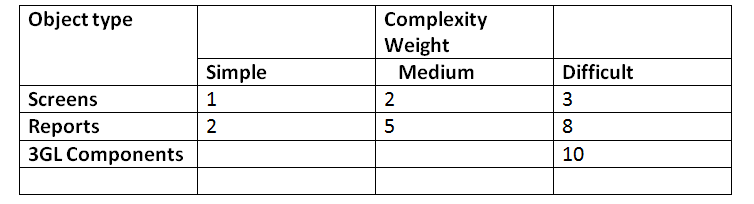 Object type Complexity
Weight
Simple Medium Difficult
Screens 1 2 3
Reports 2 5 8
3GL Components 10